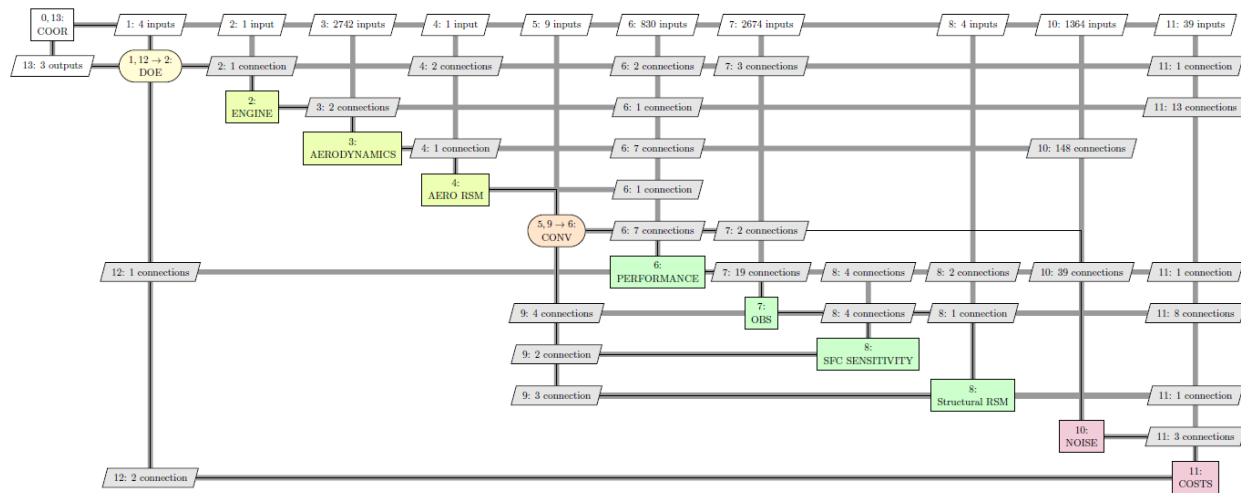 0, 13:
COOR
1: 4 inputs
2: 1 input
3: 2742 inputs
4: 1 input
5: 9 inputs
6: 830 inputs
7: 2674 inputs
8: 4 inputs
10: 1364 inputs
11: 39 inputs
13: 3 outputs
1, 12 → 2:
DOE
2: 1 connection
4: 2 connections
6: 2 connections
7: 3 connections
11: 1 connection
2:
ENGINE
3: 2 connections
6: 1 connection
11: 13 connections
3:
AERODYNAMICS
4: 1 connection
6: 7 connections
10: 148 connections
4:
AERO RSM
6: 1 connection
5, 9 → 6:
CONV
6: 7 connections
7: 2 connections
12: 1 connections
6:
PERFORMANCE
7: 19 connections
8: 4 connections
8: 2 connections
10: 39 connections
11: 1 connection
9: 4 connections
7:
OBS
8: 4 connections
8: 1 connection
11: 8 connections
9: 2 connection
8:
SFC SENSITIVITY
9: 3 connection
8:
Structural RSM
11: 1 connection
10:
NOISE
11: 3 connections
12: 2 connection
11:
COSTS